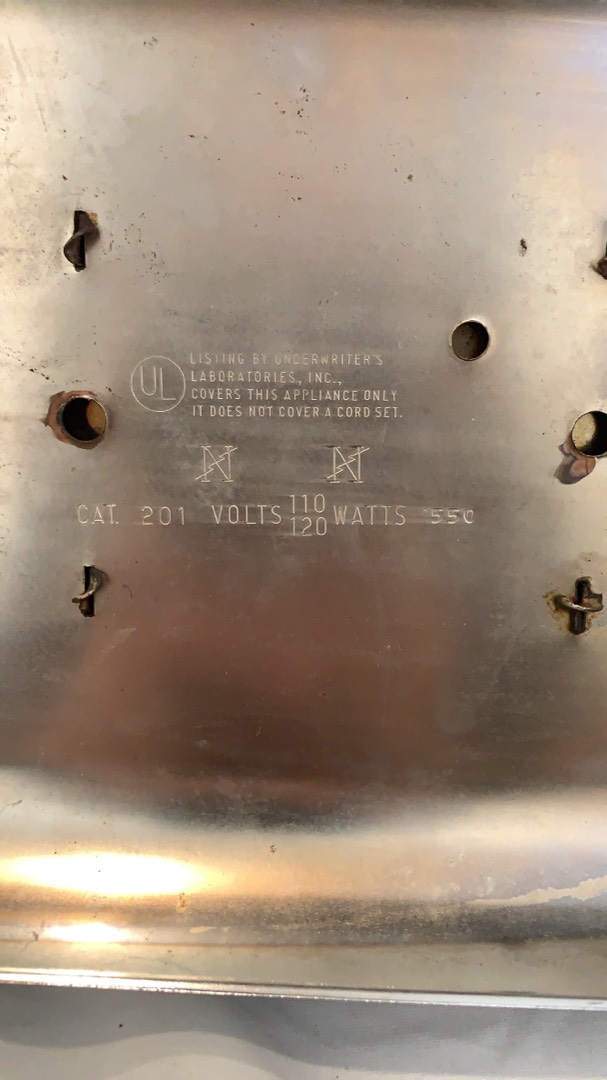 UL
LISTING BY UNDERWRITER'S
LABORATORIES, INC.,
COVERS THIS APPLIANCE ONLY
IT DOES NOT COVER A CORD SET.
N N
CAT. 201 VOLTS 110 120 WATTS 550